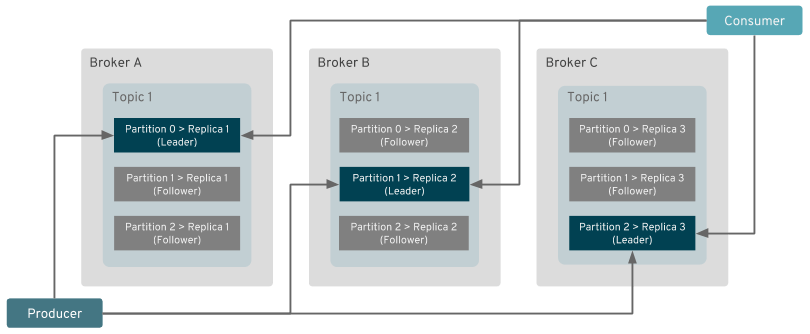 Consumer
Broker A
Topic 1
Partition 0 > Replica 1
(Leader)
Partition 1 > Replica 1
(Follower)
Partition 2 > Replica 1
(Follower)
Broker B
Topic 1
Partition 0 > Replica 2
(Follower)
Partition 1 > Replica 2
(Leader)
Partition 2 > Replica 2
(Follower)
Broker C
Topic 1
Partition 0 > Replica 3
(Follower)
Partition 1 > Replica 3
(Follower)
Partition 2 > Replica 3
(Leader)
Producer